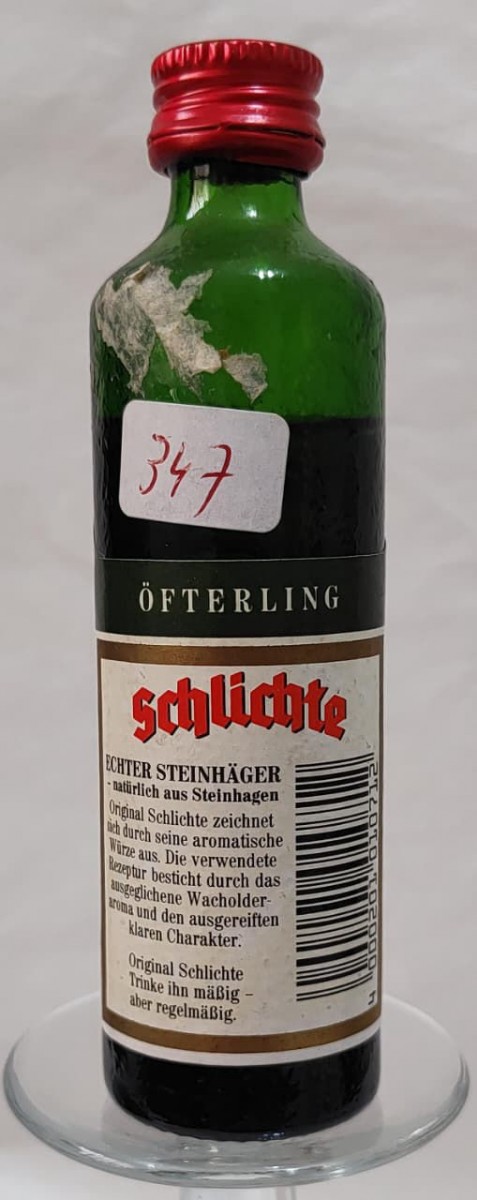 347
ÖFTERLING
Schlichte
ECHTER STEINHÄGER
- natürlich aus Steinhagen
Original Schlichte zeichnet
sich durch seine aromatische
Würze aus. Die verwendete
Rezeptur besticht durch das
ausgeglichene Wacholder-
aroma und den ausgereiften
klaren Charakter.
Original Schlichte
Trinke ihn mäßig –
aber regelmäßig.